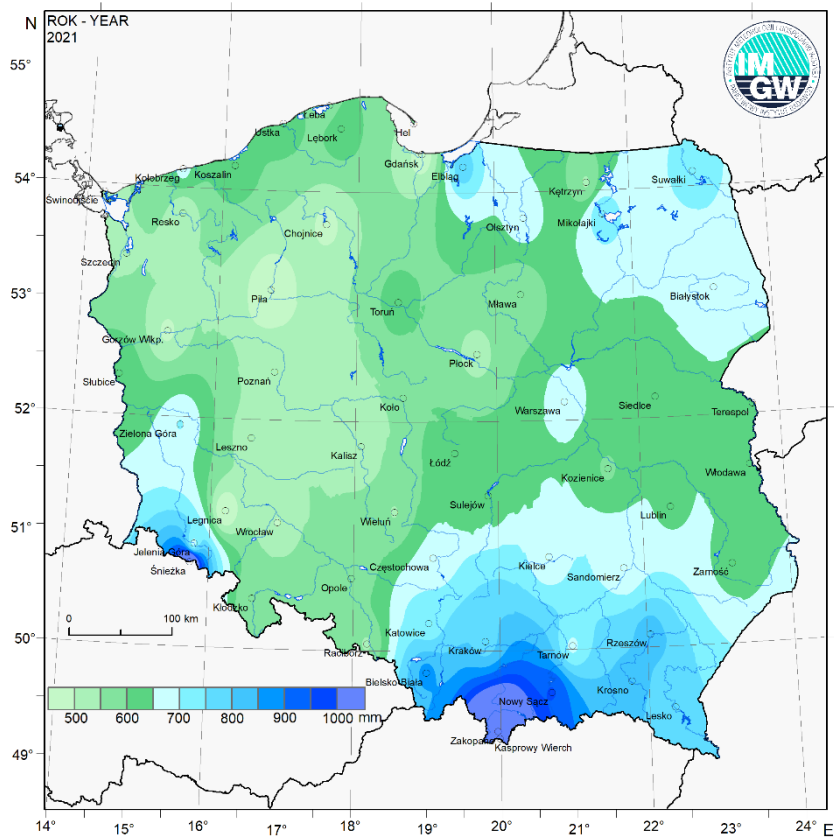 N
ROK - YEAR
2021
IM
GW
55°
54°
53°
52°
51°
50°
49°
Łeba
Ustka
Lębork
Hel
Gdańsk
Elbląg
Kętrzyn
Suwałki
Kołobrzeg
Koszalin
Świnoujście
Resko
Chojnice
Olsztyn
Mikołajki
Szczecin
Piła
Toruń
Mława
Białystok
Gorzów Wlkp.
Płock
Słubice
Poznań
Koło
Warszawa
Siedlce
Terespol
Zielona Góra
Leszno
Kalisz
Łódź
Kozienice
Włodawa
Sulejów
Legnica
Wrocław
Wieluń
Lublin
Jelenia Góra
Śnieżka
Częstochowa
Kielce
Sandomierz
Zamość
Opole
Kłodzko
Katowice
Kraków
Tarnów
Rzeszów
Racibórz
Bielsko-Biała
Nowy Sącz
Krosno
Lesko
Zakopane
Kasprowy Wierch
0 50 100 km
500 600 700 800 900 1000 mm
14° 15° 16° 17° 18° 19° 20° 21° 22° 23° 24° E